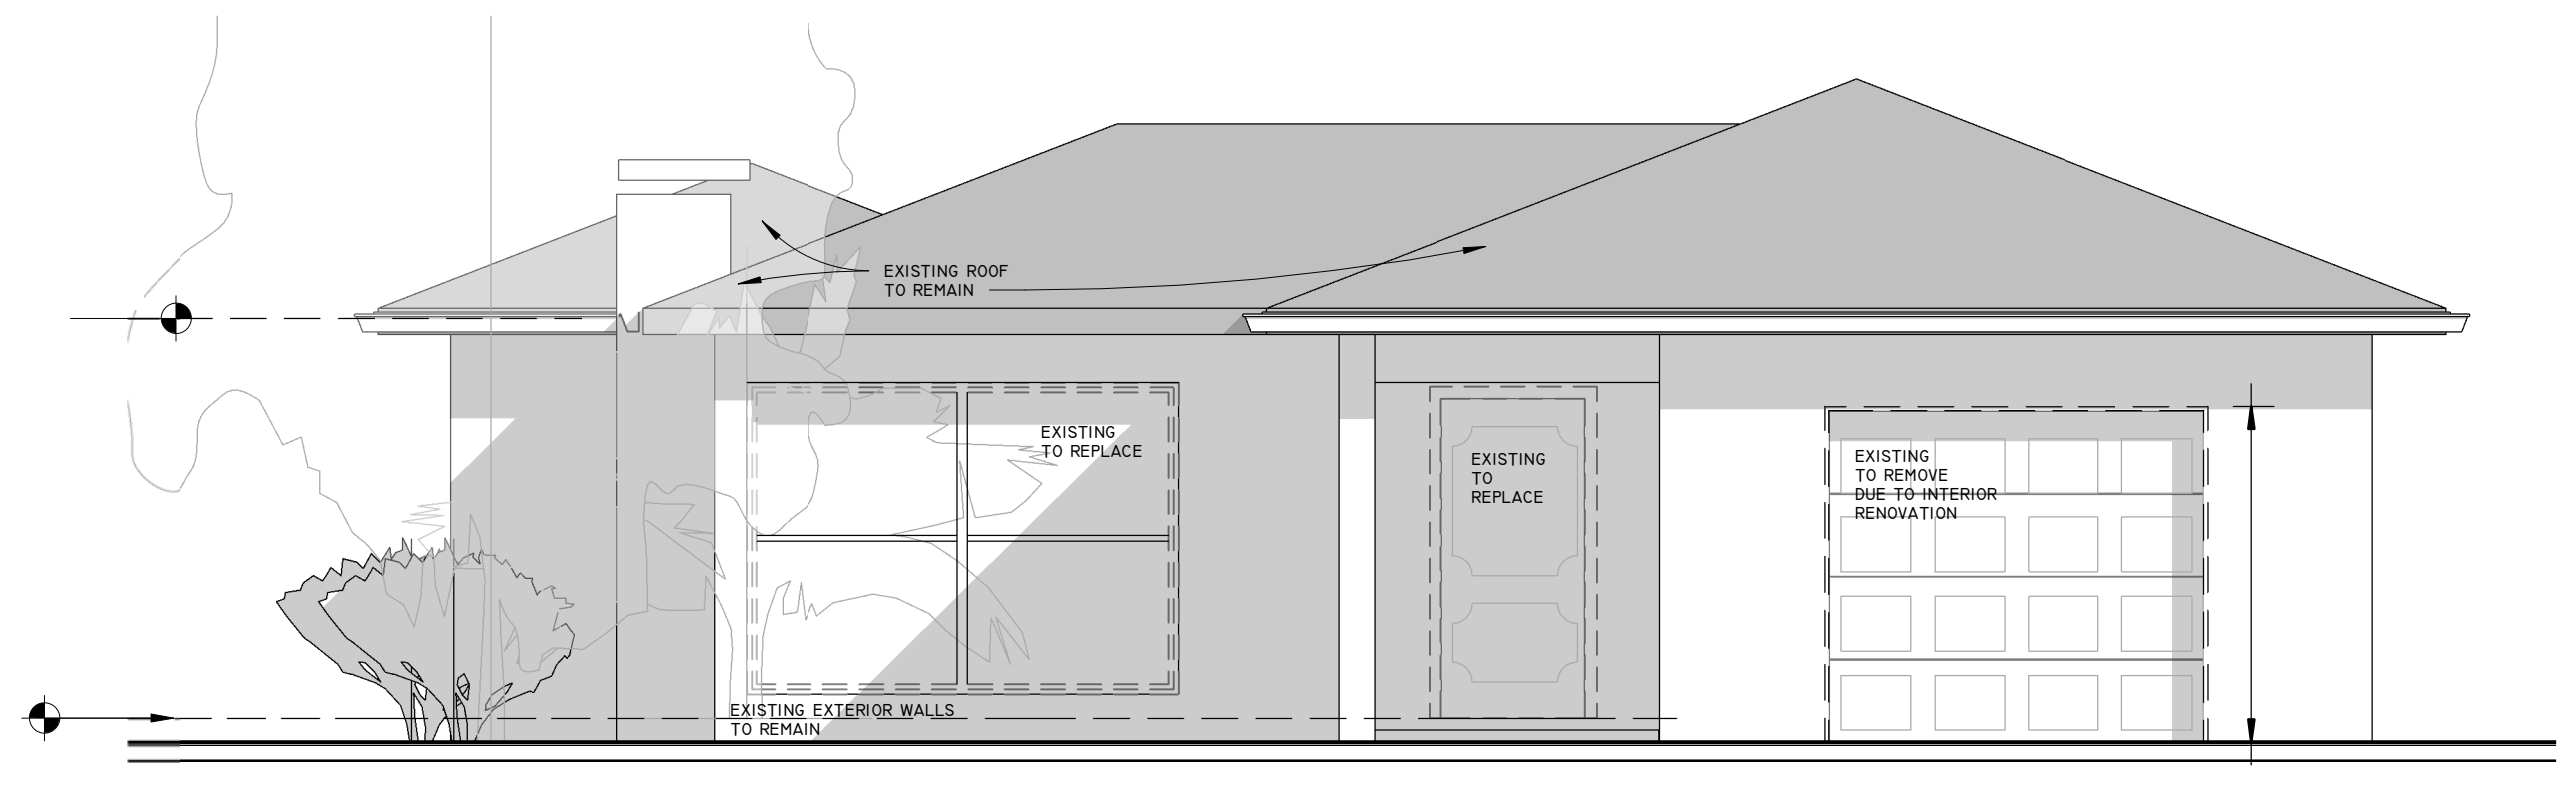 EXISTING ROOF
TO REMAIN
EXISTING
TO REPLACE
EXISTING
TO
REPLACE
EXISTING
TO REMOVE
DUE TO INTERIOR
RENOVATION
EXISTING EXTERIOR WALLS
TO REMAIN